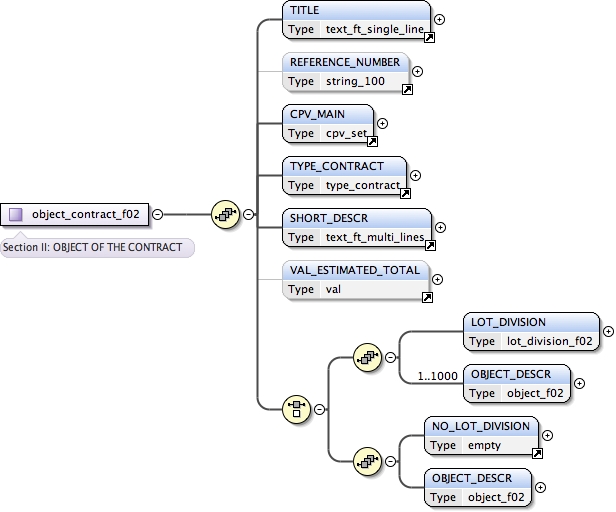 TITLE
Type text_ft_single_line
REFERENCE_NUMBER
Type string_100
CPV_MAIN
Type cpv_set
TYPE_CONTRACT
Type type_contract
object_contract_f02
Section II: OBJECT OF THE CONTRACT
SHORT_DESCR
Type text_ft_multi_lines
VAL_ESTIMATED_TOTAL
Type val
LOT_DIVISION
Type lot_division_f02
1..1000
OBJECT_DESCR
Type object_f02
NO_LOT_DIVISION
Type empty
OBJECT_DESCR
Type object_f02